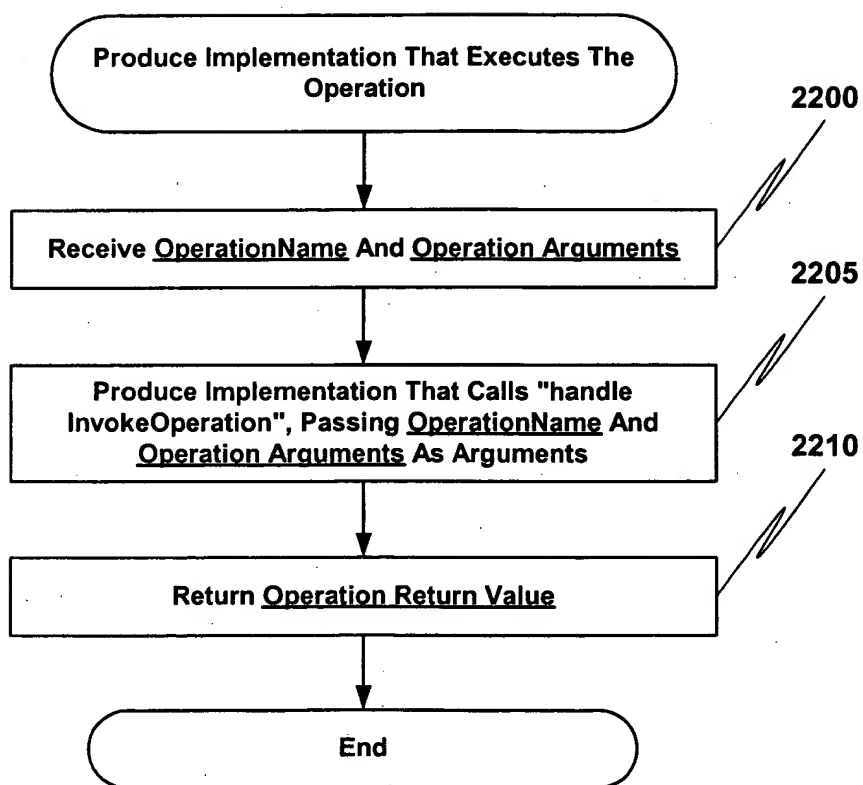 Produce Implementation That Executes The
Operation
2200
Receive OperationName And Operation Arguments
2205
Produce Implementation That Calls "handle
InvokeOperation", Passing OperationName And
Operation Arguments As Arguments
2210
Return Operation Return Value
End